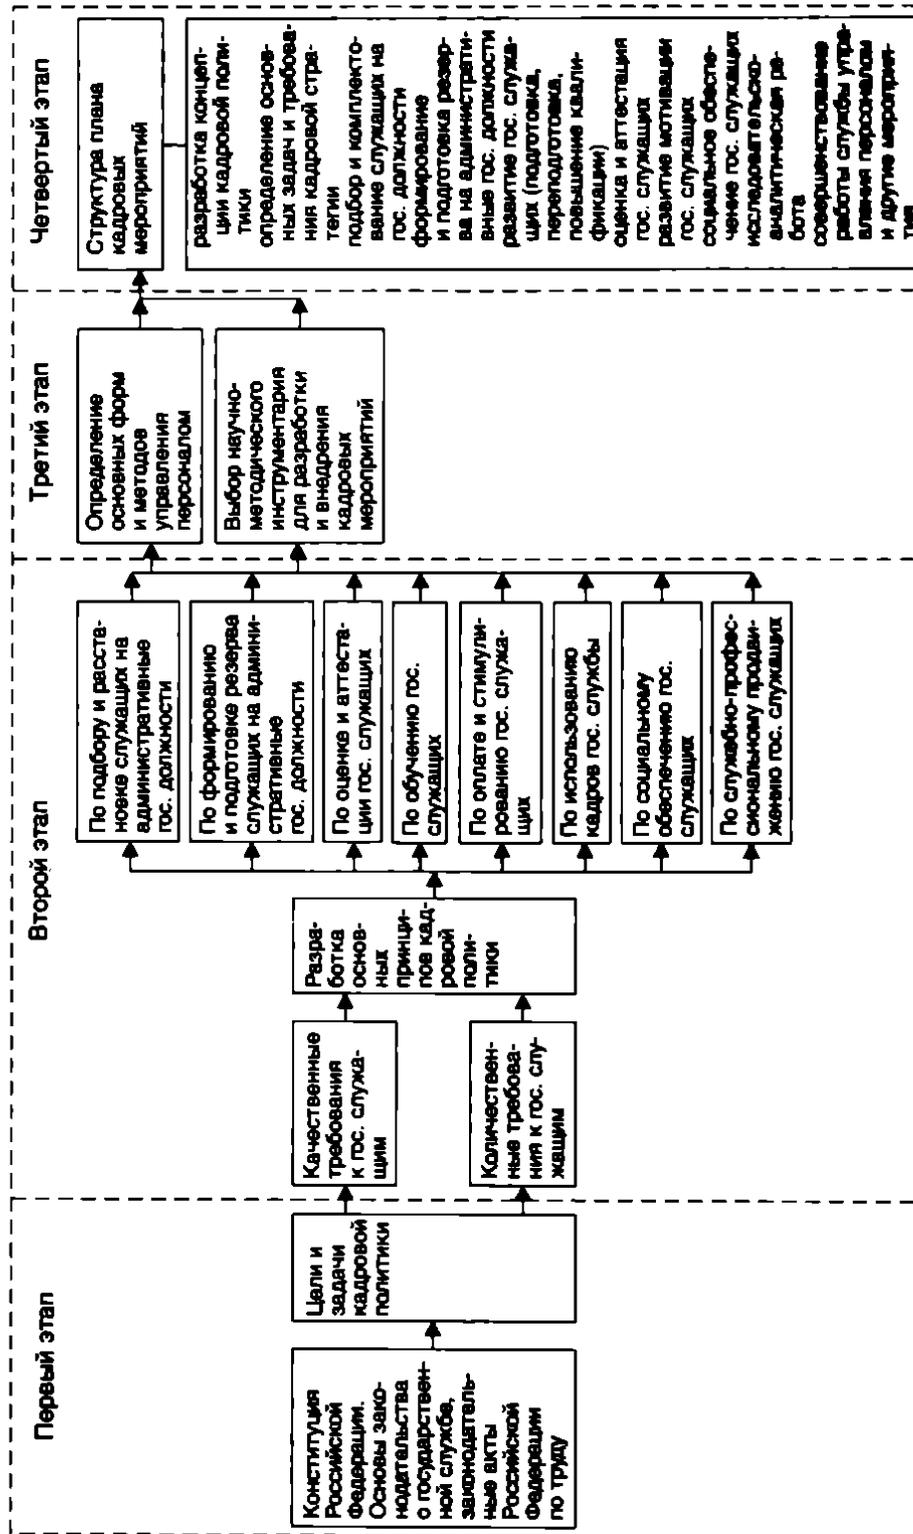 Первый этап
Конституция
Российской
Федерации.
Основы зако-
нодательства
о государствен-
ной службе,
законодатель-
ные акты
Российской
Федерации
по труду
Цели и
задачи
кадровой
политики
Второй этап
Качественные
требования
к гос. служа-
щим
Количествен-
ные требова-
ния к гос. слу-
жащим
Разра-
ботка
основ-
ных
принци-
пов кад-
ровой
поли-
тики
По подбору и расста-
новке служащих на
административные
гос. должности
По формированию
и подготовке резерва
служащих на админи-
стративные
гос. должности
По оценке и аттеста-
ции гос. служащих
По обучению гос.
служащих
По оплате и стимули-
рованию гос. служа-
щих
По использованию
кадров гос. службы
По социальному
обеспечению гос.
служащих
По служебно-профес-
сиональному продви-
жению гос. служащих
Третий этап
Определение
основных форм
и методов
управления
персоналом
Выбор научно-
методического
инструментария
для разработки
и внедрения
кадровых
мероприятий
Четвертый этап
Структура плана
кадровых
мероприятий
разработка концеп-
ции кадровой поли-
тики
определение основ-
ных задач и требова-
ния кадровой стра-
тегии
подбор и комплекто-
вание служащих на
гос. должности
формирование
и подготовка резер-
ва на административ-
ные гос. должности
развитие гос. служа-
щих (подготовка,
переподготовка,
повышение квали-
фикации)
оценка и аттестация
гос. служащих
развитие мотивации
гос. служащих
социальное обеспе-
чение гос. служащих
исследовательско-
аналитическая ра-
бота
совершенствование
работы службы упра-
вления персоналом
и другие мероприя-